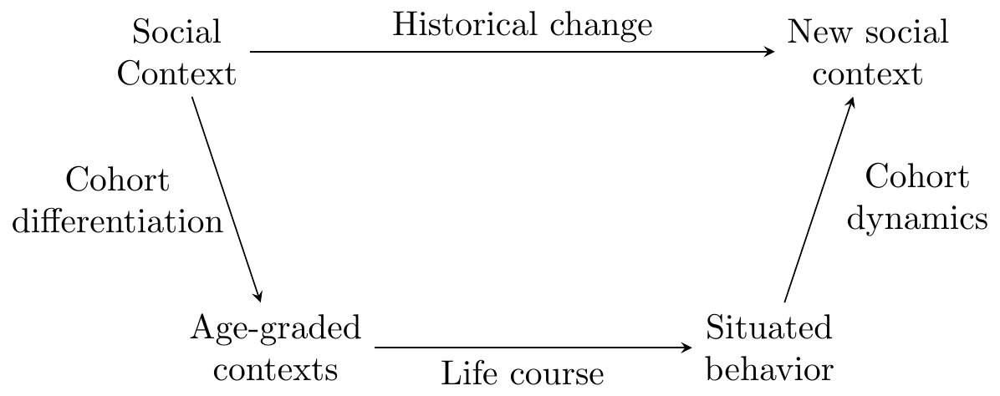 Social
Context
Historical change
New social
context
Cohort
differentiation
Cohort
dynamics
Age-graded
contexts
Life course
Situated
behavior